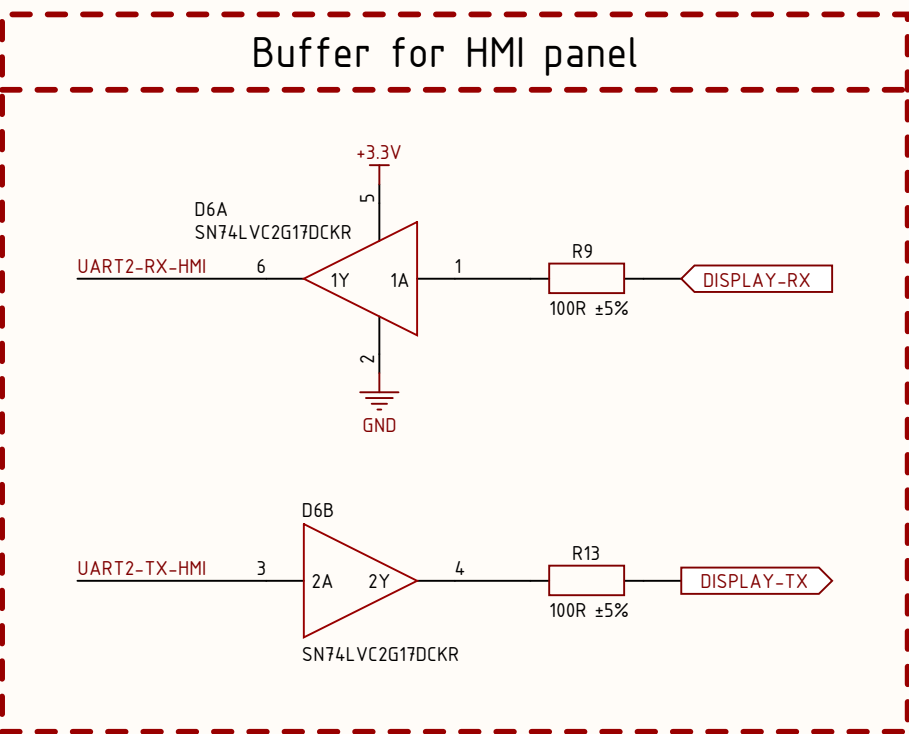 Buffer for HMI panel
+3.3V
5
D6A
SN74LVC2G17DCKR
UART2-RX-HMI
6
1Y
1A
1
R9
100R ±5%
DISPLAY-RX
2
GND
D6B
UART2-TX-HMI
3
2A
2Y
4
R13
100R ±5%
DISPLAY-TX
SN74LVC2G17DCKR